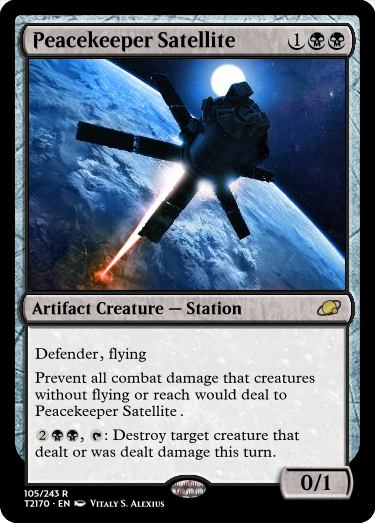 Peacekeeper Satellite 1
Artifact Creature — Station
Defender, flying
Prevent all combat damage that creatures
without flying or reach would deal to
Peacekeeper Satellite .
2, : Destroy target creature that
dealt or was dealt damage this turn.
0/1
105/243 R
T2170 · EN Vitaly S. Alexius